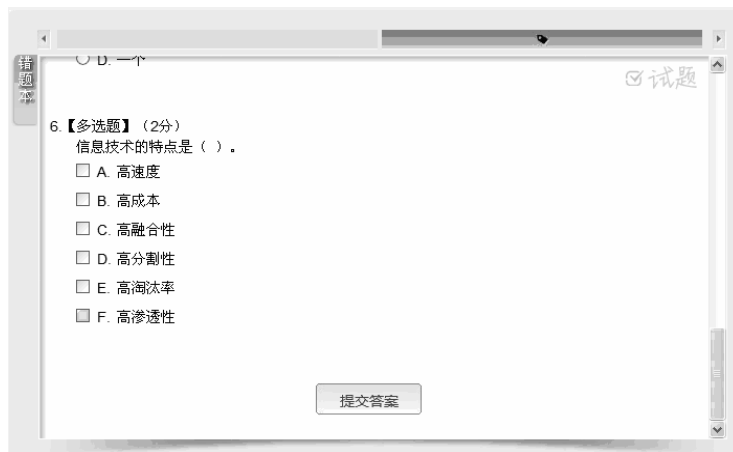 错题本
D. 一个
试题
6.【多选题】（2分）
信息技术的特点是（ ）.
A. 高速度
B. 高成本
C. 高融合性
D. 高分割性
E. 高淘汰率
F. 高渗透性
提交答案